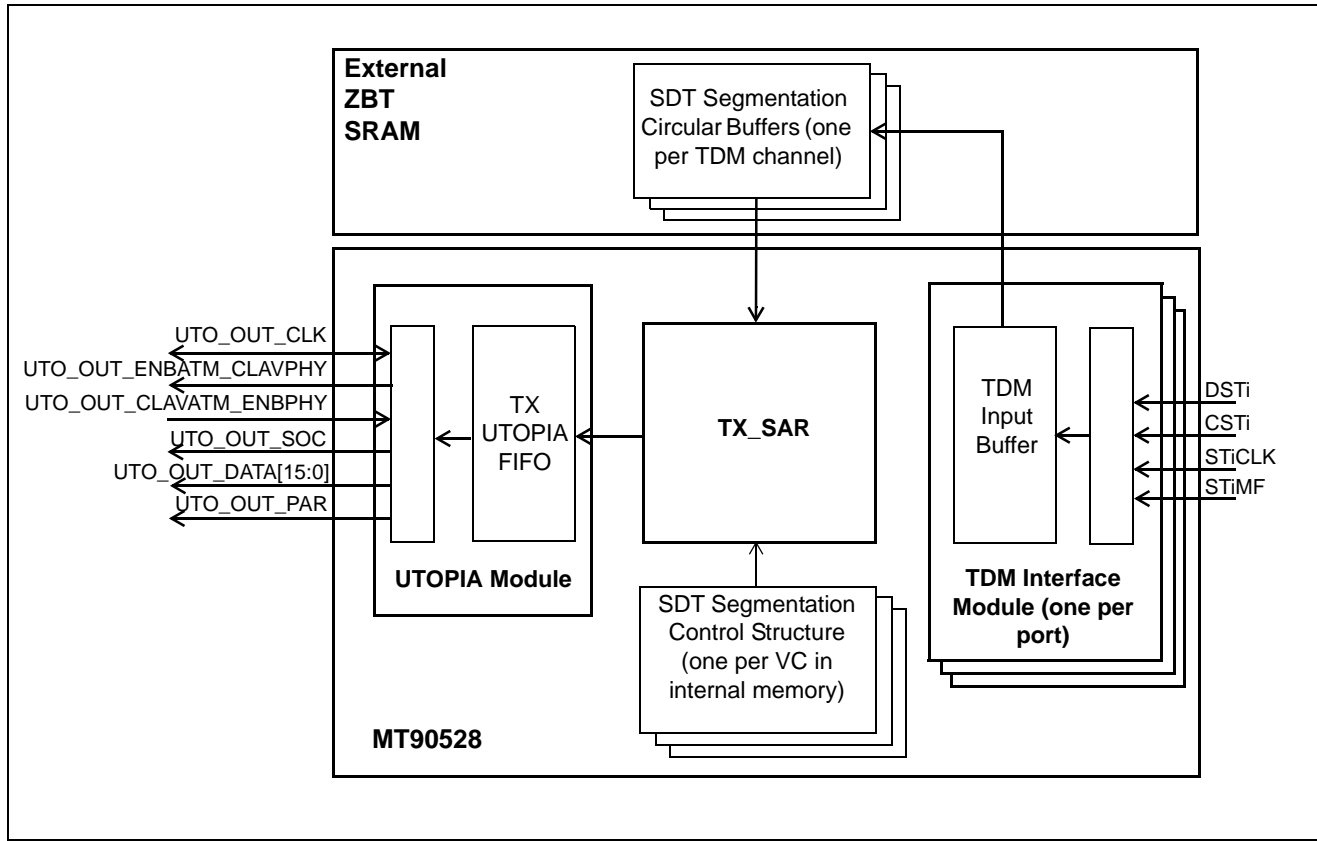 External
ZBT
SRAM
SDT Segmentation
Circular Buffers (one
per TDM channel)
UTO_OUT_CLK
UTO_OUT_ENBATM_CLAVPHY
UTO_OUT_CLAVATM_ENBPHY
UTO_OUT_SOC
UTO_OUT_DATA[15:0]
UTO_OUT_PAR
TX
UTOPIA
FIFO
UTOPIA Module
TX_SAR
TDM
Input
Buffer
DSTi
CSTi
STiCLK
STiMF
TDM Interface
Module (one per
port)
SDT Segmentation
Control Structure
(one per VC in
internal memory)
MT90528